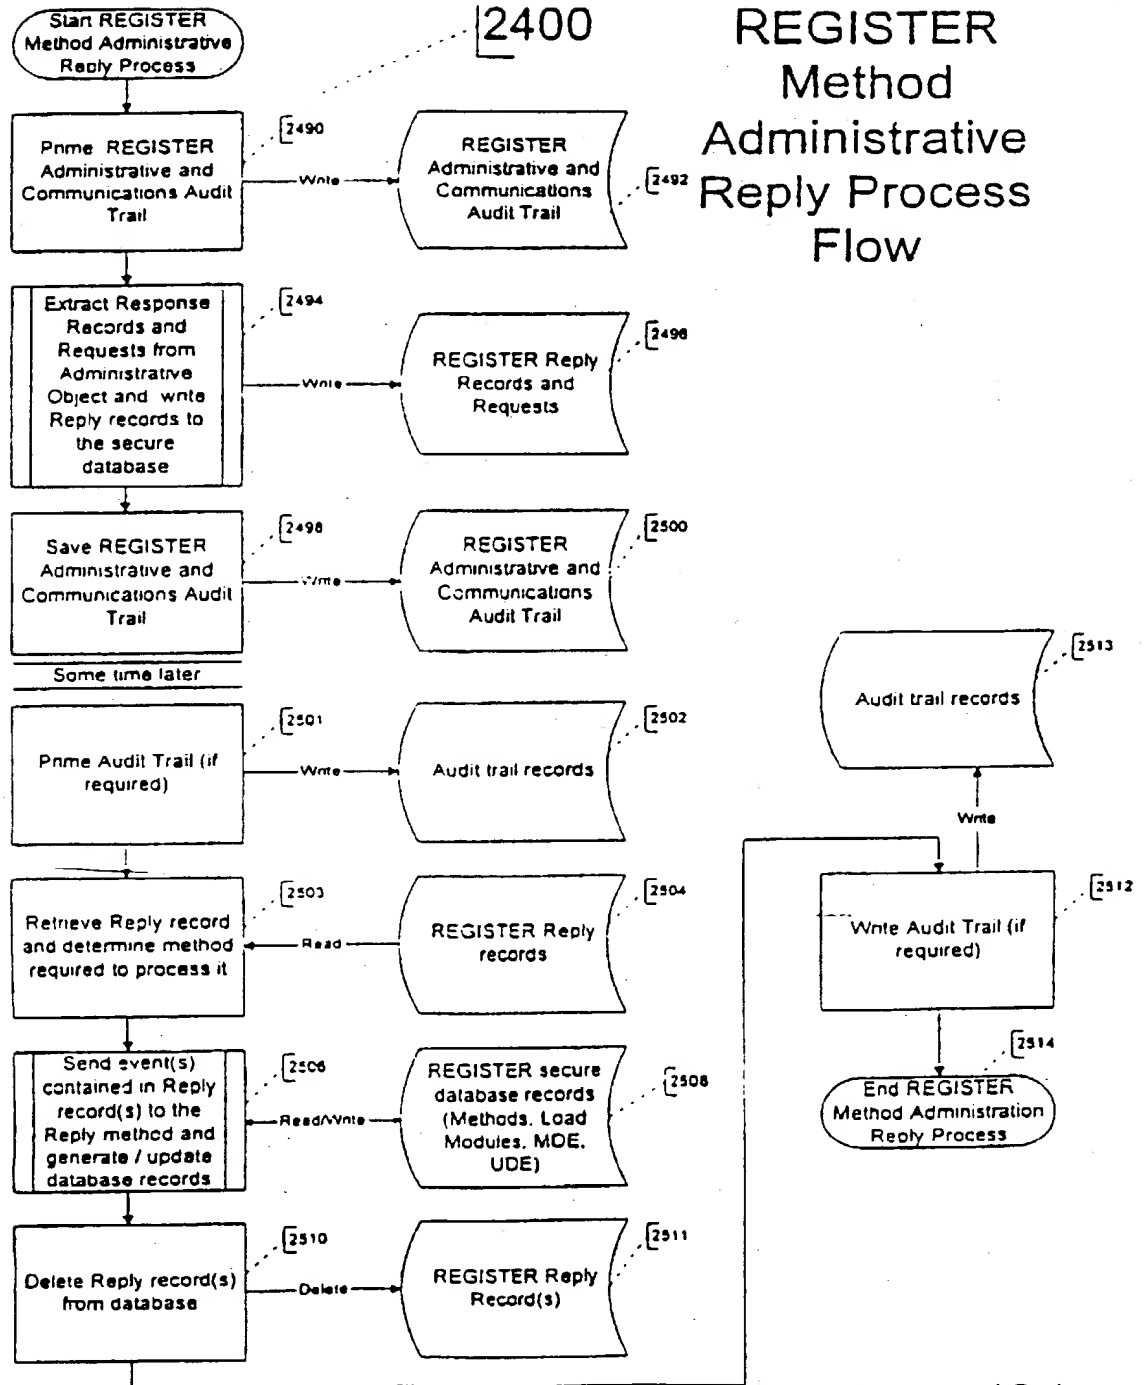 Start REGISTER
Method Administrative
Reply Process
2400
REGISTER
Method
Administrative
Reply Process
Flow
Prime REGISTER
Administrative and
Communications Audit
Trail
2490
Write
REGISTER
Administrative and
Communications
Audit Trail
2492
Extract Response
Records and
Requests from
Administrative
Object and write
Reply records to
the secure
database
2494
Write
REGISTER Reply
Records and
Requests
2496
Save REGISTER
Administrative and
Communications Audit
Trail
2498
Write
REGISTER
Administrative and
Communications
Audit Trail
2500
Some time later
Prime Audit Trail (if
required)
2501
Write
Audit trail records
2502
Retrieve Reply record
and determine method
required to process it
2503
Read
REGISTER Reply
records
2504
Send event(s)
contained in Reply
record(s) to the
Reply method and
generate / update
database records
2506
Read/Write
REGISTER secure
database records
(Methods, Load
Modules, MDE,
UDE)
2508
Delete Reply record(s)
from database
2510
Delete
REGISTER Reply
Record(s)
2511
Audit trail records
2513
Write
Write Audit Trail (if
required)
2512
End REGISTER
Method Administration
Reply Process
2514